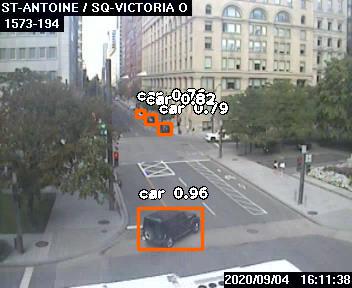 ST-ANTOINE / SQ-VICTORIA O
1573-194
car 0.76
car 0.82
car 0.79
car 0.96
2020/09/04 16:11:38